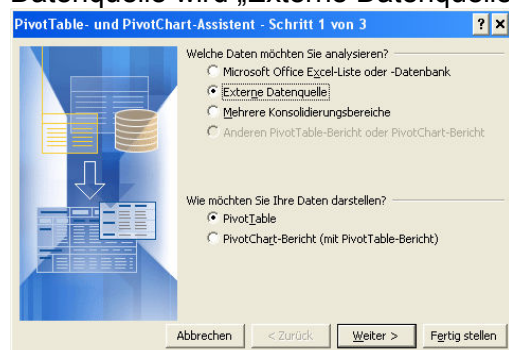 Datenquelle wird „Externe Datenquelle
PivotTable- und PivotChart-Assistent - Schritt 1 von 3
Welche Daten möchten Sie analysieren?
Microsoft Office Excel-Liste oder -Datenbank
Externe Datenquelle
Mehrere Konsolidierungsbereiche
Anderen PivotTable-Bericht oder PivotChart-Bericht
Wie möchten Sie Ihre Daten darstellen?
PivotTable
PivotChart-Bericht (mit PivotTable-Bericht)
Abbrechen < Zurück Weiter > Fertig stellen